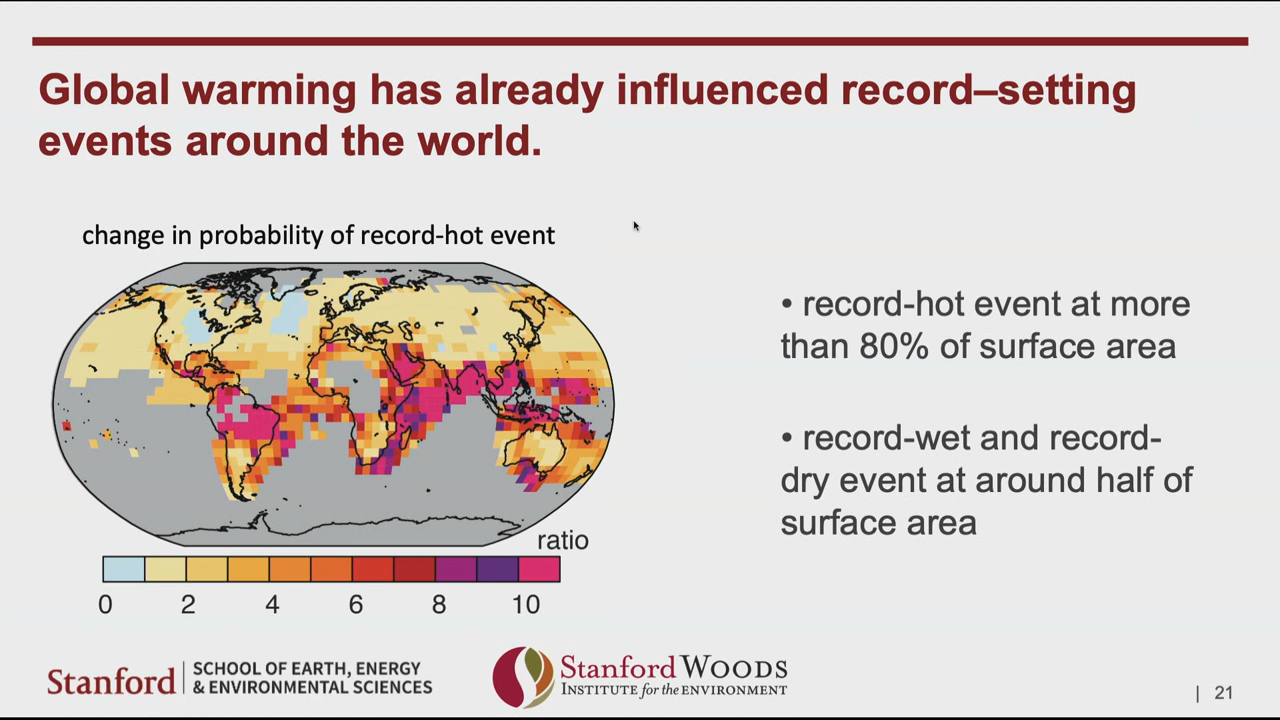 Global warming has already influenced record–setting
events around the world.
change in probability of record-hot event
• record-hot event at more
than 80% of surface area
• record-wet and record-
dry event at around half of
surface area
ratio
0 2 4 6 8 10
Stanford | SCHOOL OF EARTH, ENERGY
& ENVIRONMENTAL SCIENCES
Stanford WOODS
INSTITUTE for the ENVIRONMENT
| 21